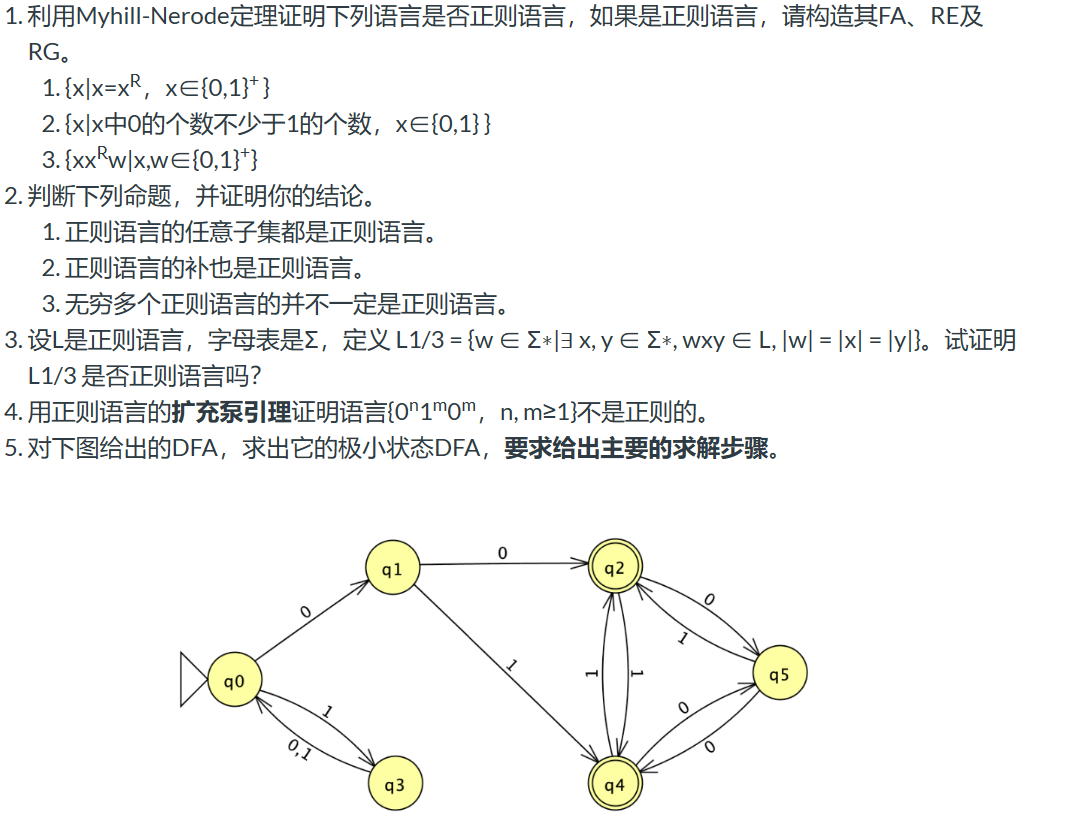 1. 利用Myhill-Nerode定理证明下列语言是否正则语言，如果是正则语言，请构造其FA、RE及
RG。
1. {x|x=xᴿ，x∈{0,1}⁺}
2. {x|x中0的个数不少于1的个数，x∈{0,1}}
3. {xxᴿw|x,w∈{0,1}⁺}
2. 判断下列命题，并证明你的结论。
1. 正则语言的任意子集都是正则语言。
2. 正则语言的补也是正则语言。
3. 无穷多个正则语言的并不一定是正则语言。
3. 设L是正则语言，字母表是Σ，定义 L1/3 = {w ∈ Σ∗|∃ x, y ∈ Σ∗, wxy ∈ L, |w| = |x| = |y|}。试证明
L1/3 是否正则语言吗？
4. 用正则语言的扩充泵引理证明语言{0ⁿ1ᵐ0ᵐ，n, m≥1}不是正则的。
5. 对下图给出的DFA，求出它的极小状态DFA，要求给出主要的求解步骤。
q1
0
q2
0
0
1
1
1
1
q5
q0
1
0
0,1
0
q3
q4